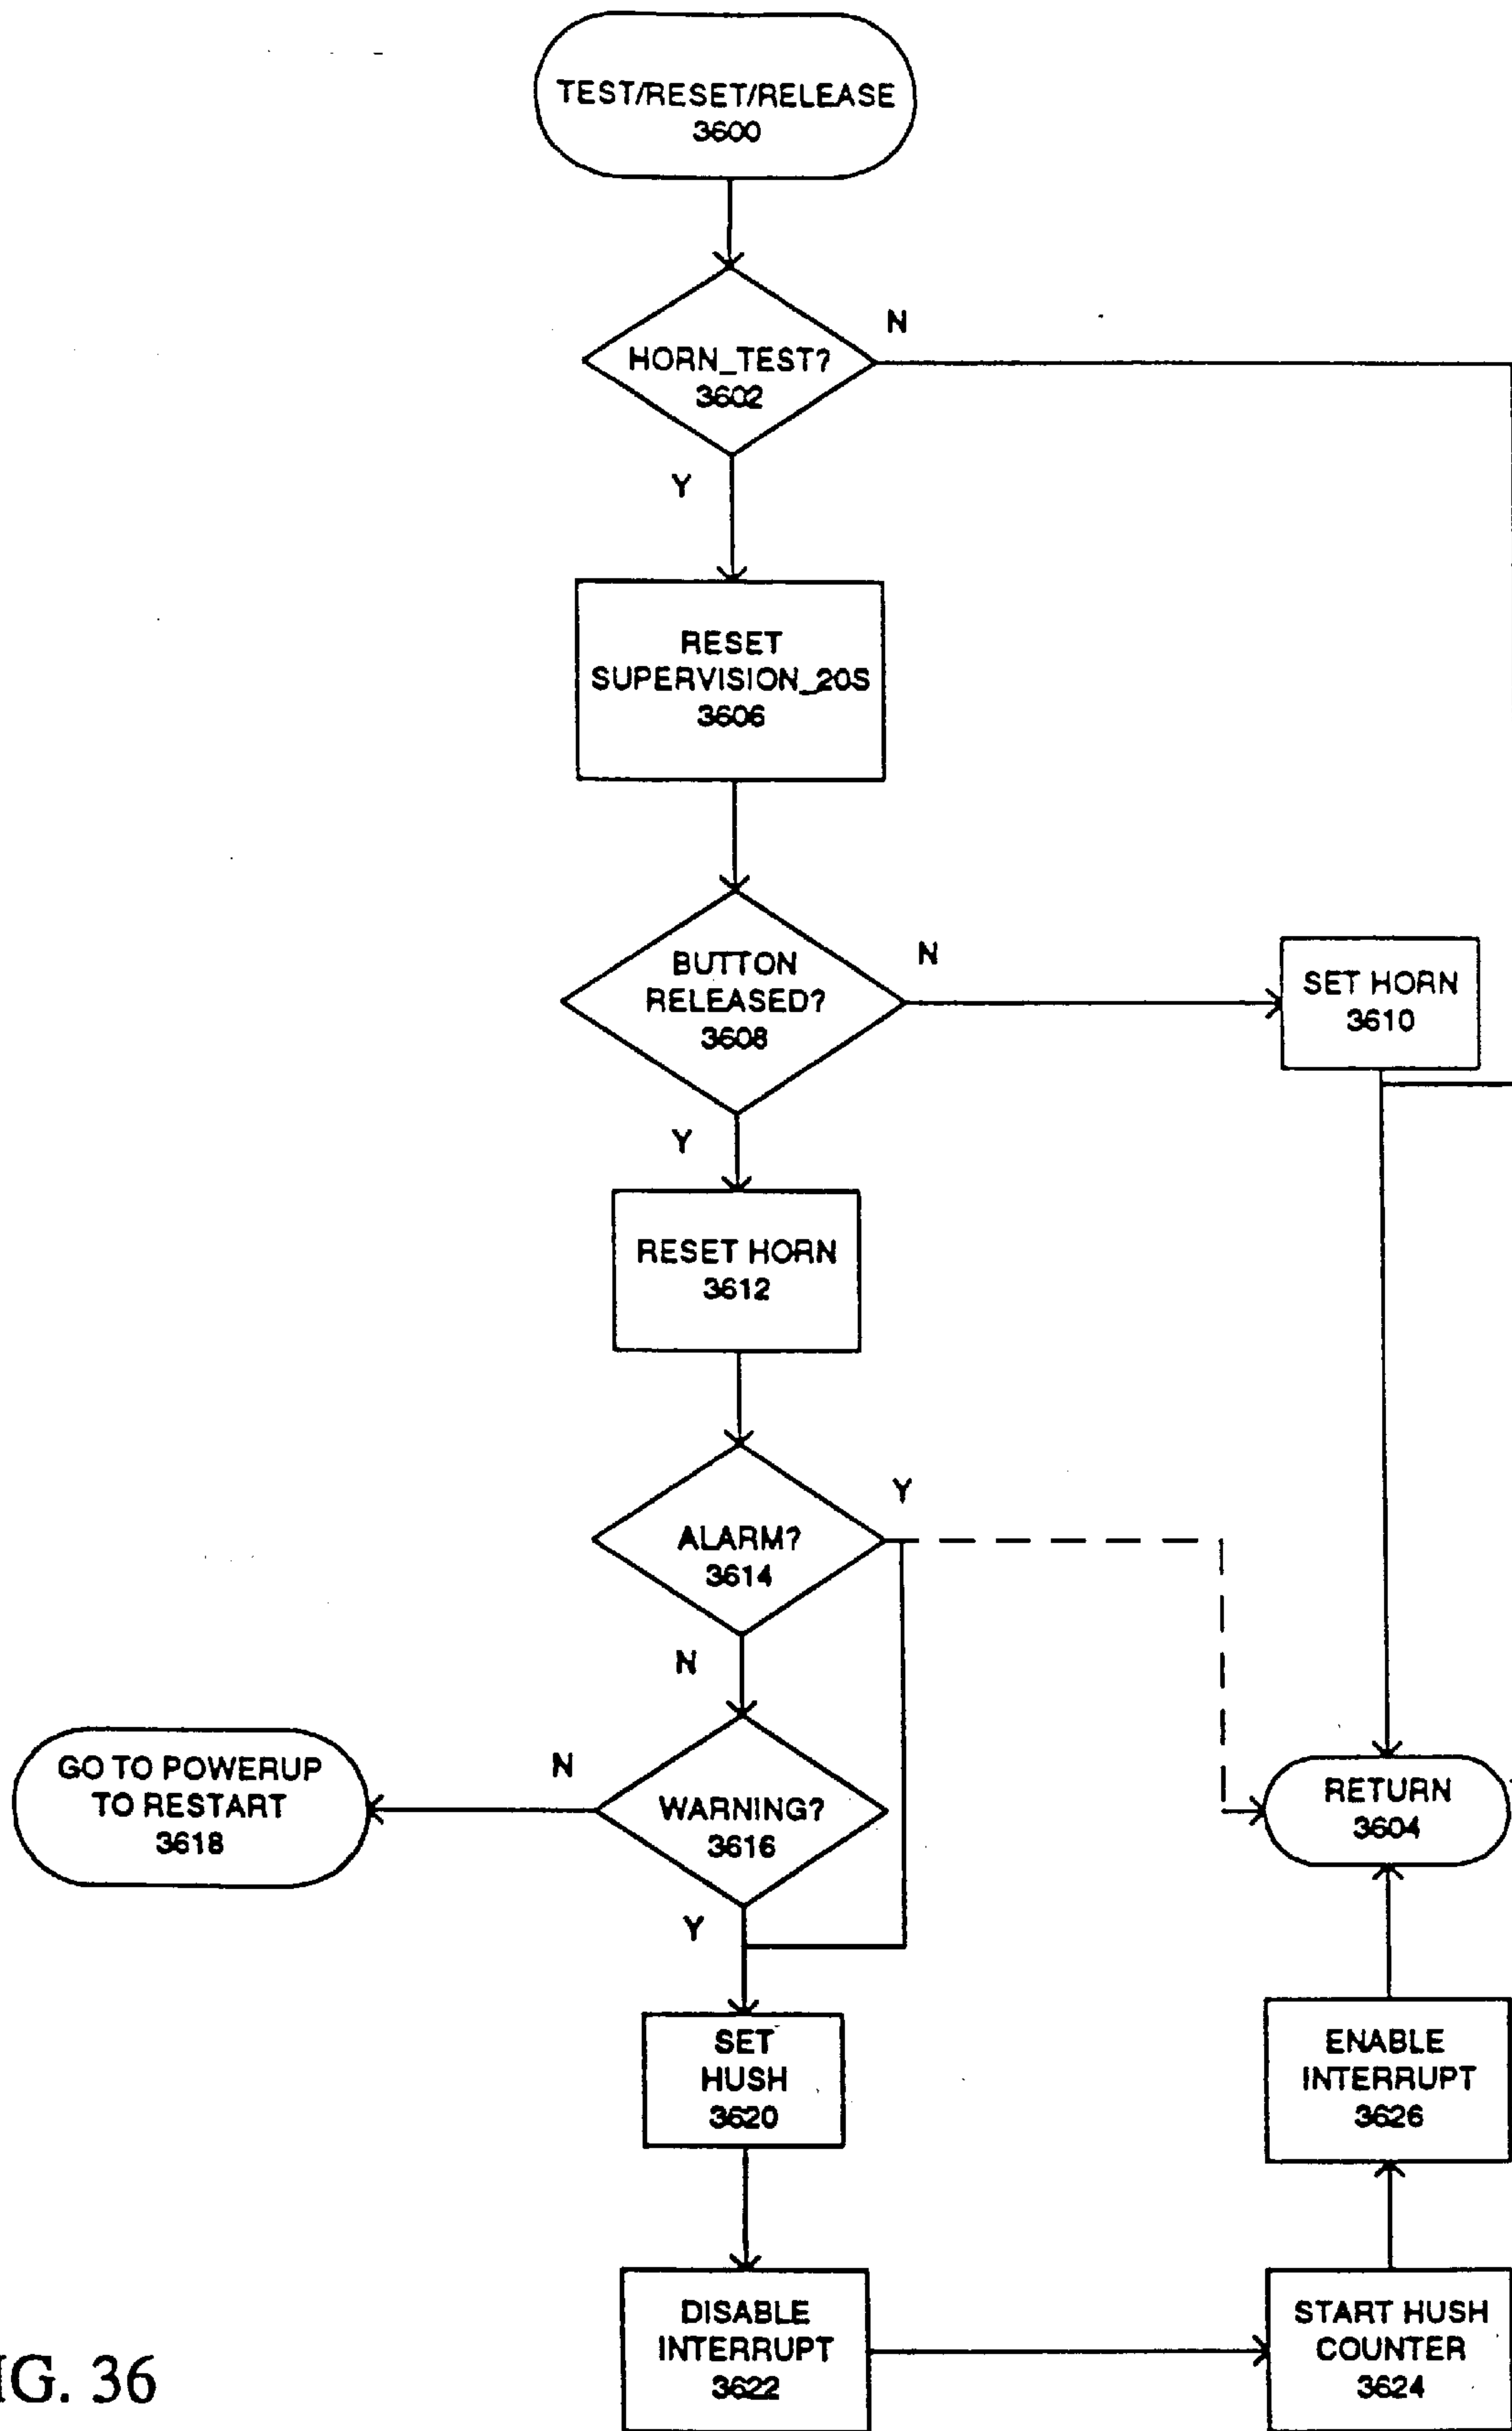 TEST/RESET/RELEASE
3600
HORN_TEST?
3602
N
Y
RESET
SUPERVISION_20S
3606
BUTTON
RELEASED?
3608
N
SET HORN
3610
Y
RESET HORN
3612
ALARM?
3614
Y
N
GO TO POWERUP
TO RESTART
3618
N
WARNING?
3616
RETURN
3604
Y
SET
HUSH
3620
ENABLE
INTERRUPT
3626
DISABLE
INTERRUPT
3622
START HUSH
COUNTER
3624
IG. 36